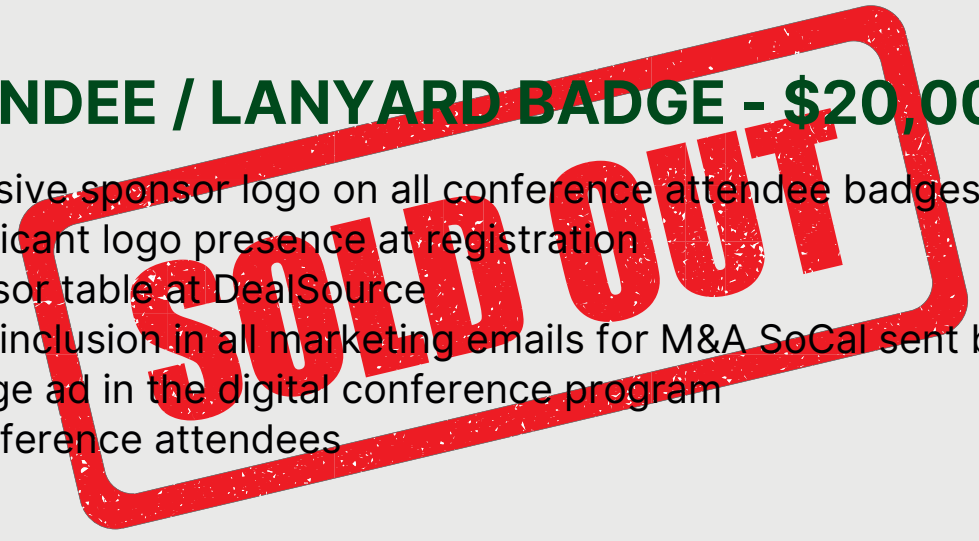 NDEE / LANYARD BADGE - $20,00
sive sponsor logo on all conference attendee badges
icant logo presence at registration
sor table at DealSource
inclusion in all marketing emails for M&A SoCal sent b
ge ad in the digital conference program
ference attendees
SOLD OUT